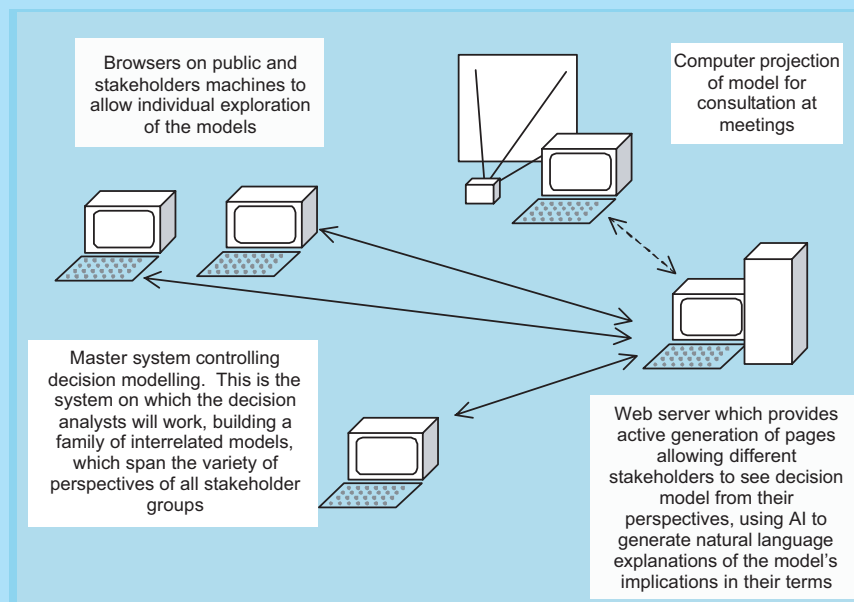 Browsers on public and
stakeholders machines to
allow individual exploration
of the models
Computer projection
of model for
consultation at
meetings
Master system controlling
decision modelling.  This is the
system on which the decision
analysts will work, building a
family of interrelated models,
which span the variety of
perspectives of all stakeholder
groups
Web server which provides
active generation of pages
allowing different
stakeholders to see decision
model from their
perspectives, using AI to
generate natural language
explanations of the model's
implications in their terms